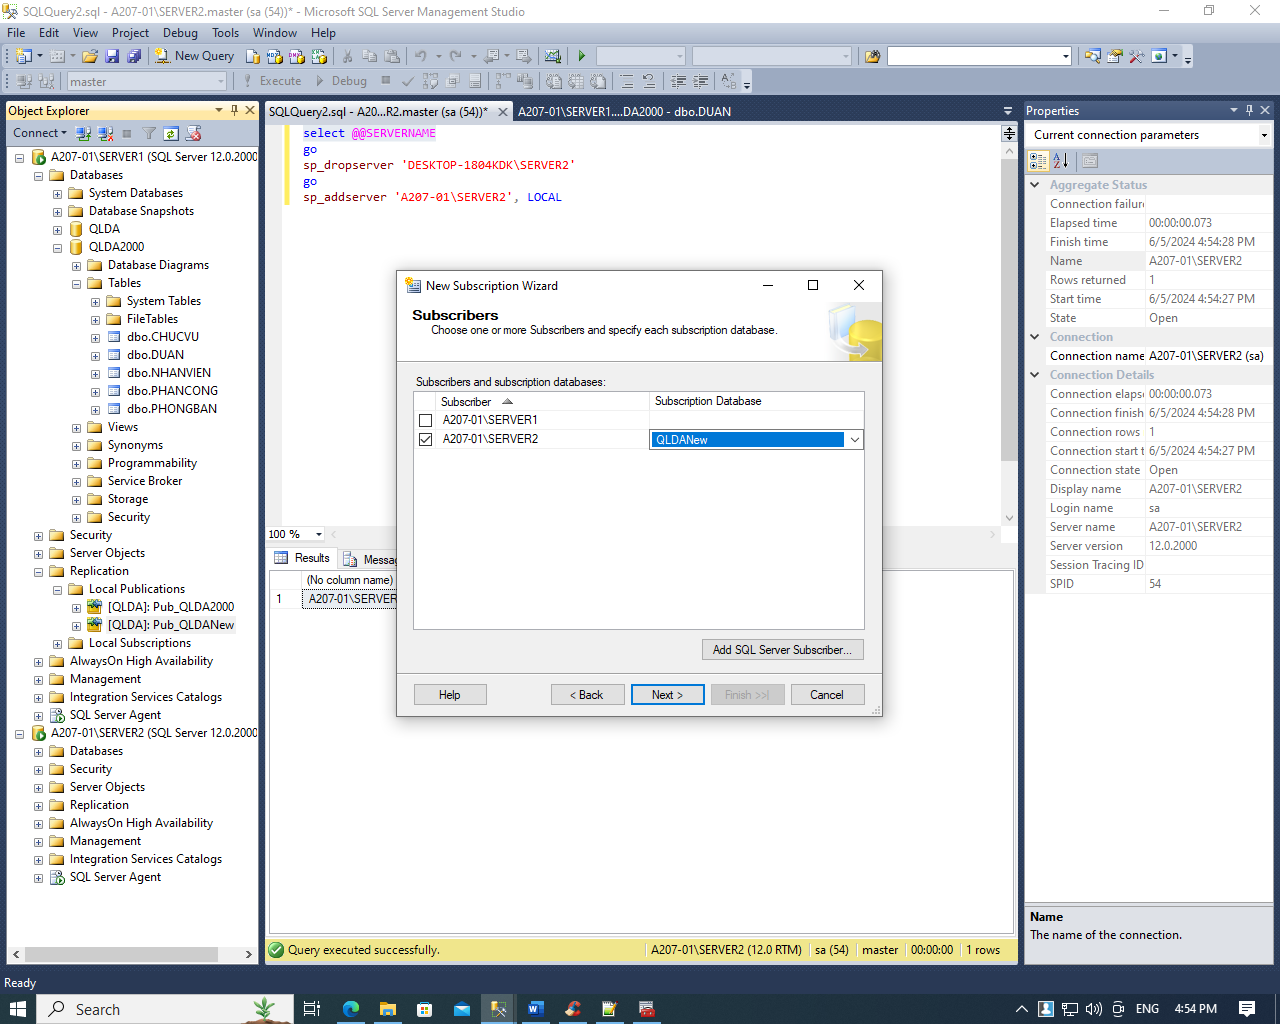 SQLQuery2.sql - A207-01\SERVER2.master (sa (54))* - Microsoft SQL Server Management Studio
File Edit View Project Debug Tools Window Help
New Query
master Execute Debug
Object Explorer
Connect
A207-01\SERVER1 (SQL Server 12.0.2000
Databases
System Databases
Database Snapshots
QLDA
QLDA2000
Database Diagrams
Tables
System Tables
FileTables
dbo.CHUCVU
dbo.DUAN
dbo.NHANVIEN
dbo.PHANCONG
dbo.PHONGBAN
Views
Synonyms
Programmability
Service Broker
Storage
Security
Security
Server Objects
Replication
Local Publications
[QLDA]: Pub_QLDA2000
[QLDA]: Pub_QLDANew
Local Subscriptions
AlwaysOn High Availability
Management
Integration Services Catalogs
SQL Server Agent
A207-01\SERVER2 (SQL Server 12.0.2000
Databases
Security
Server Objects
Replication
AlwaysOn High Availability
Management
Integration Services Catalogs
SQL Server Agent
SQLQuery2.sql - A20...R2.master (sa (54))* A207-01\SERVER1....DA2000 - dbo.DUAN
select @@SERVERNAME
go
sp_dropserver 'DESKTOP-1804KDK\SERVER2'
go
sp_addserver 'A207-01\SERVER2', LOCAL
100 %
Results Messag
(No column name)
1 A207-01\SERVER
Query executed successfully. A207-01\SERVER2 (12.0 RTM) sa (54) master 00:00:00 1 rows
New Subscription Wizard
Subscribers
Choose one or more Subscribers and specify each subscription database.
Subscribers and subscription databases:
Subscriber Subscription Database
A207-01\SERVER1
A207-01\SERVER2 QLDANew
Add SQL Server Subscriber...
Help < Back Next > Finish >>| Cancel
Properties
Current connection parameters
Aggregate Status
Connection failur
Elapsed time 00:00:00.073
Finish time 6/5/2024 4:54:28 PM
Name A207-01\SERVER2
Rows returned 1
Start time 6/5/2024 4:54:27 PM
State Open
Connection
Connection name A207-01\SERVER2 (sa)
Connection Details
Connection elaps 00:00:00.073
Connection finish 6/5/2024 4:54:28 PM
Connection rows 1
Connection start t 6/5/2024 4:54:27 PM
Connection state Open
Display name A207-01\SERVER2
Login name sa
Server name A207-01\SERVER2
Server version 12.0.2000
Session Tracing ID
SPID 54
Name
The name of the connection.
Ready
Search
ENG 4:54 PM